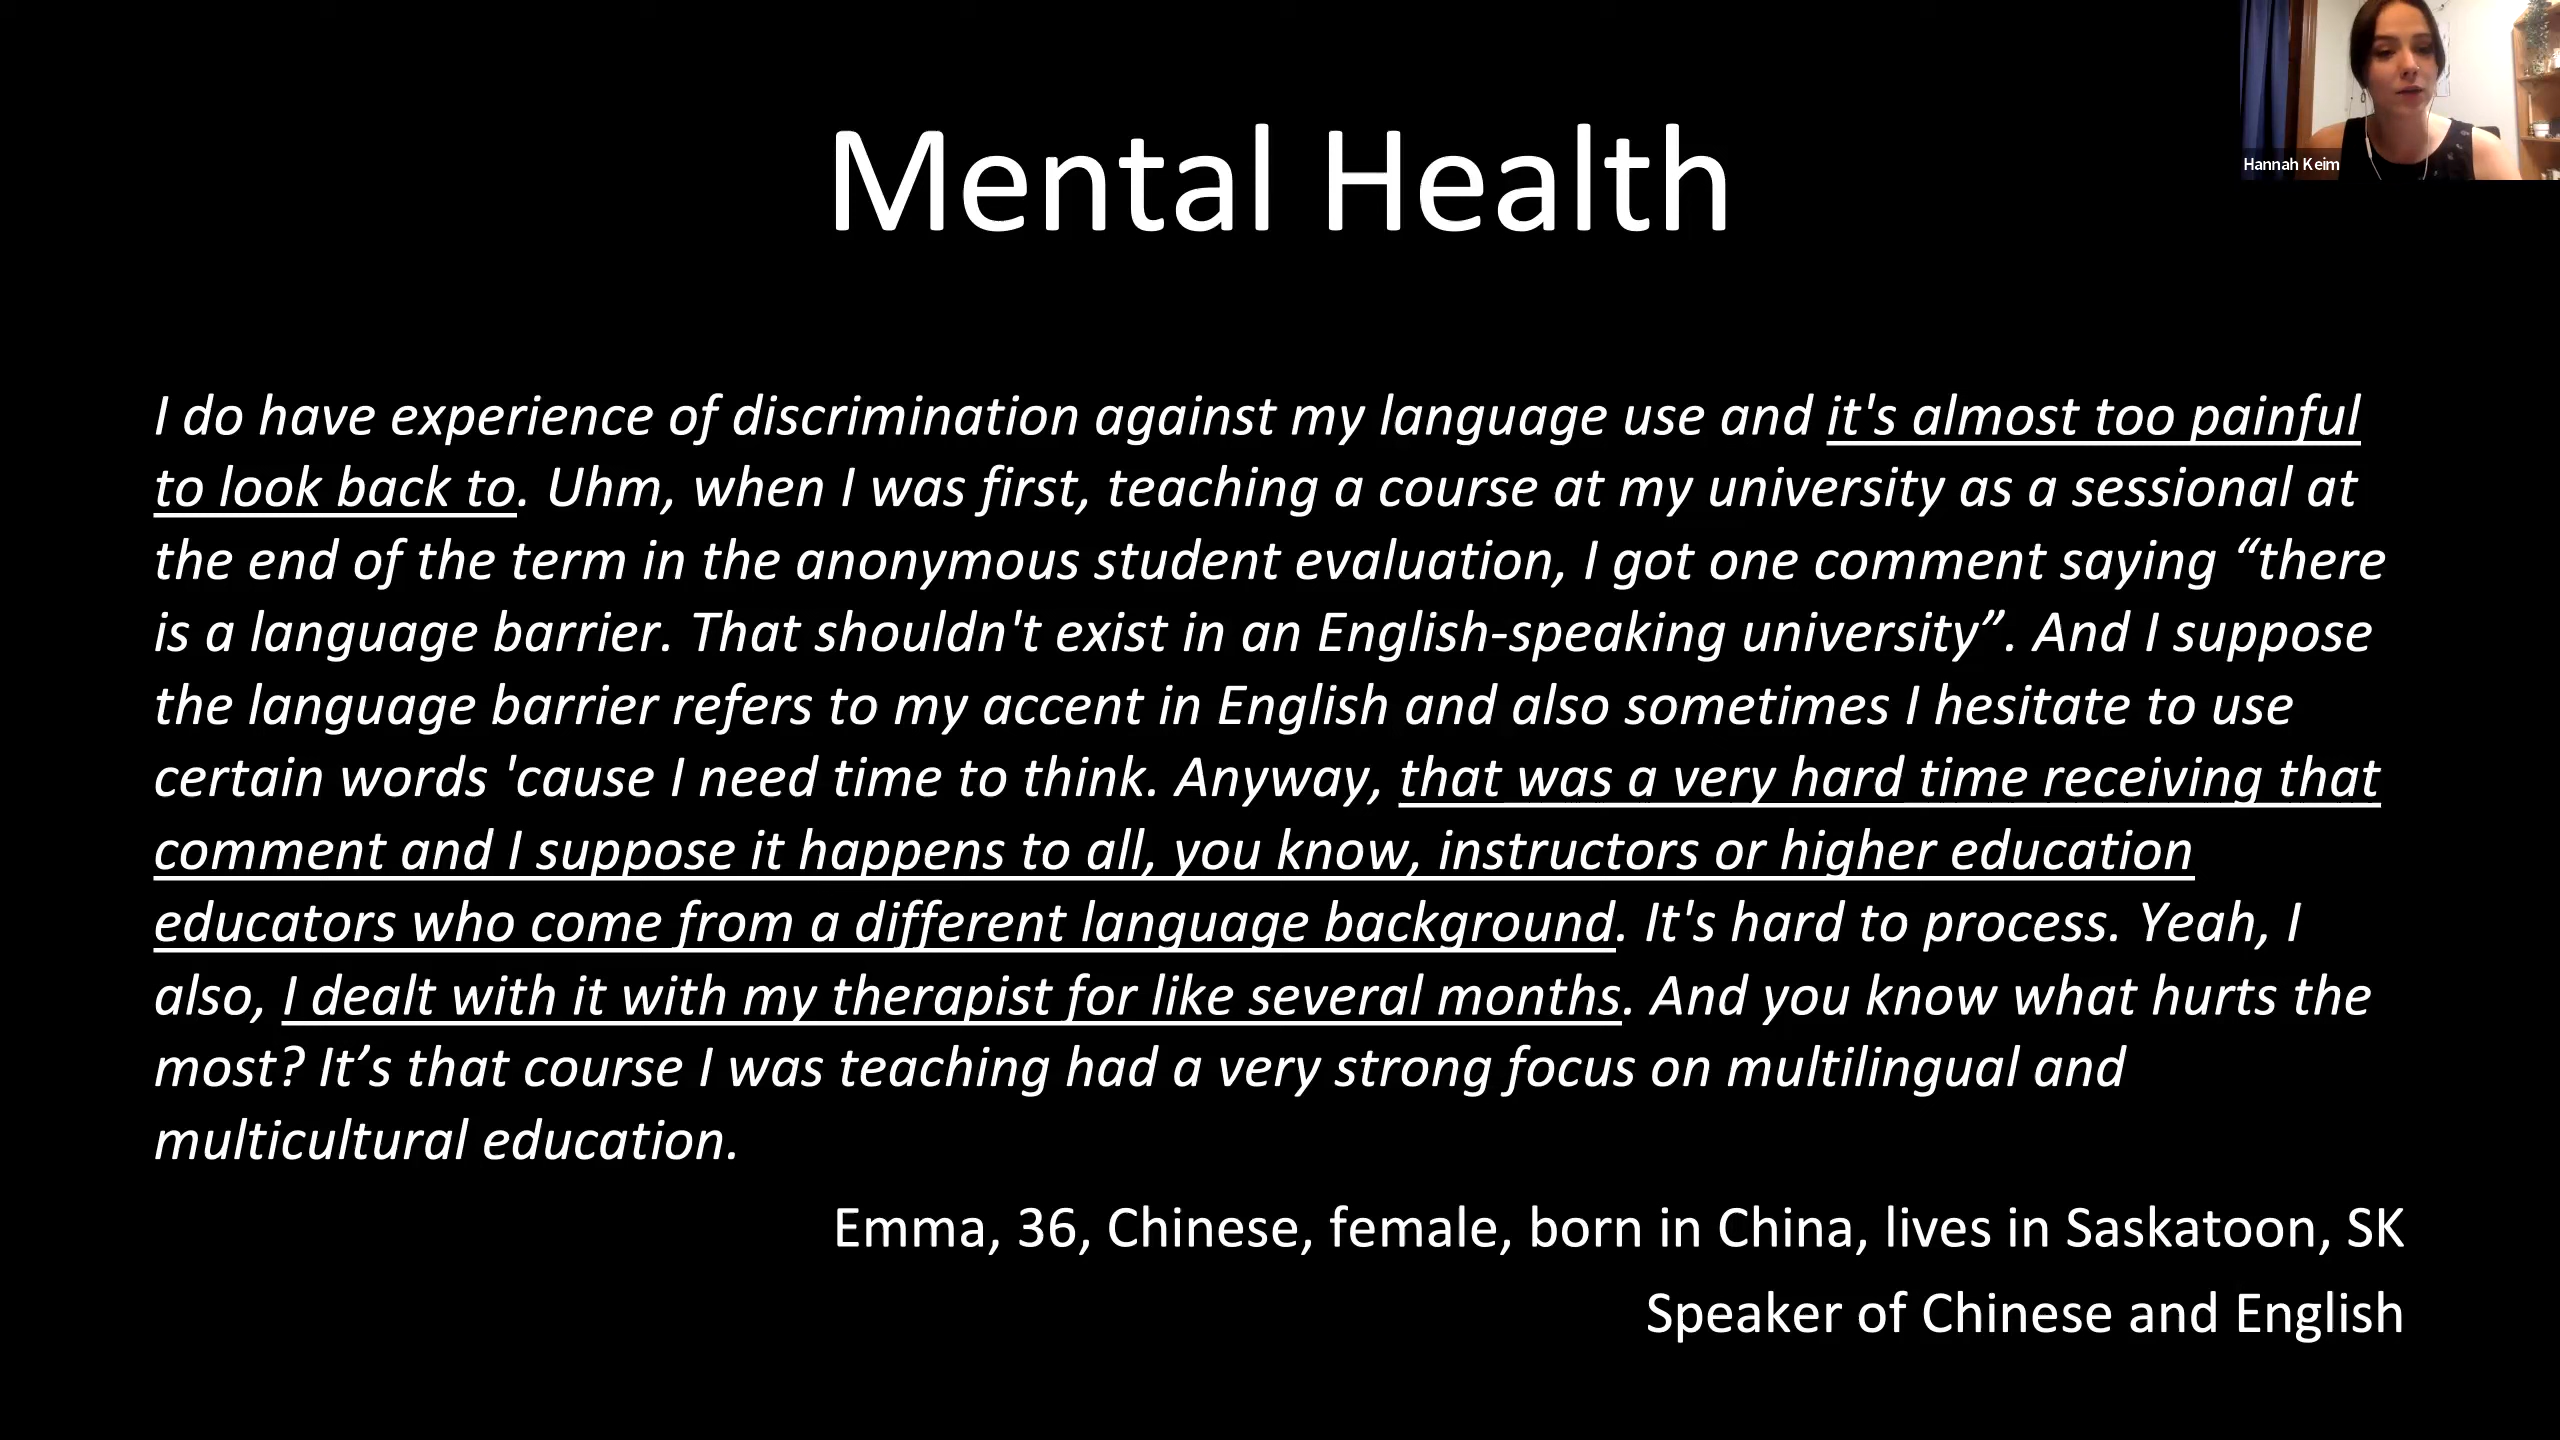 Hannah Keim
Mental Health
I do have experience of discrimination against my language use and it's almost too painful
to look back to. Uhm, when I was first, teaching a course at my university as a sessional at
the end of the term in the anonymous student evaluation, I got one comment saying “there
is a language barrier. That shouldn't exist in an English-speaking university”. And I suppose
the language barrier refers to my accent in English and also sometimes I hesitate to use
certain words 'cause I need time to think. Anyway, that was a very hard time receiving that
comment and I suppose it happens to all, you know, instructors or higher education
educators who come from a different language background. It's hard to process. Yeah, I
also, I dealt with it with my therapist for like several months. And you know what hurts the
most? It’s that course I was teaching had a very strong focus on multilingual and
multicultural education.
Emma, 36, Chinese, female, born in China, lives in Saskatoon, SK
Speaker of Chinese and English